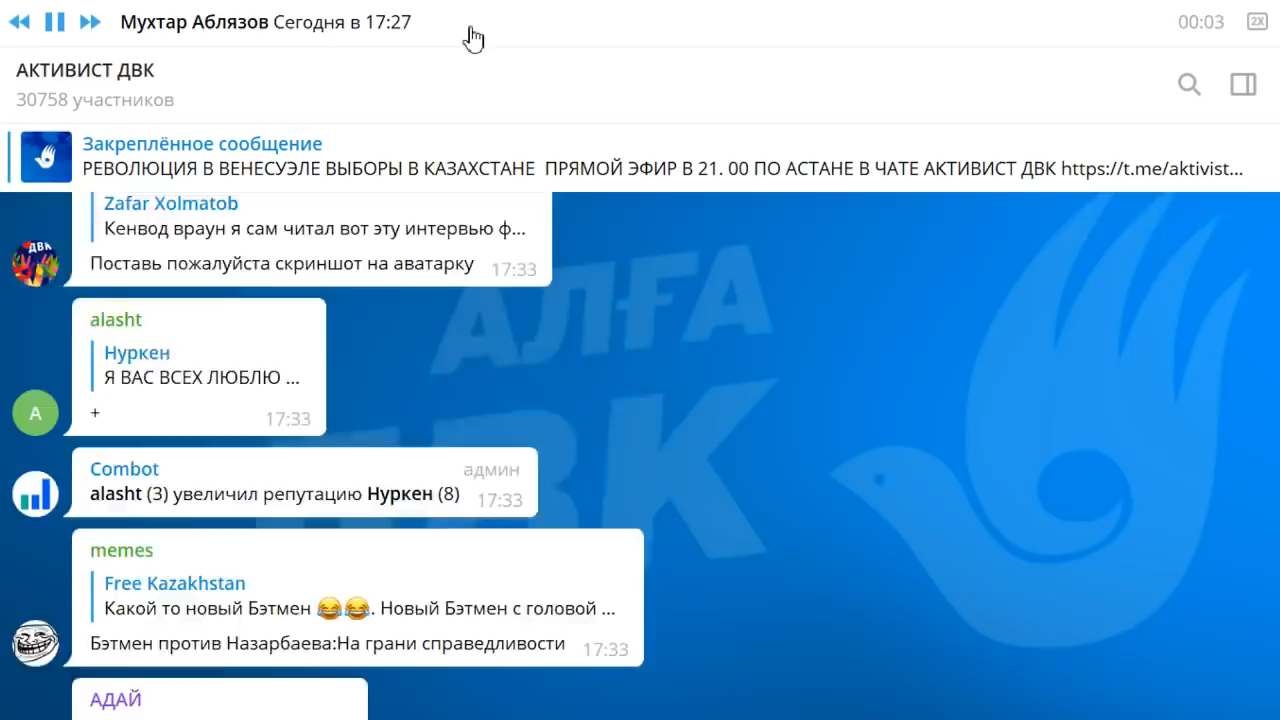 Мухтар Аблязов Сегодня в 17:27
00:03
2X
АКТИВИСТ ДВК
30758 участников
Закреплённое сообщение
РЕВОЛЮЦИЯ В ВЕНЕСУЭЛЕ ВЫБОРЫ В КАЗАХСТАНЕ ПРЯМОЙ ЭФИР В 21. 00 ПО АСТАНЕ В ЧАТЕ АКТИВИСТ ДВК https://t.me/aktivist...
Zafar Xolmatob
Кенвод враун я сам читал вот эту интервью ф...
ДВК
Поставь пожалуйста скриншот на аватарку 17:33
АЛҒА
ДВК
alasht
Нуркен
Я ВАС ВСЕХ ЛЮБЛЮ ...
A
+ 17:33
Combot админ
alasht (3) увеличил репутацию Нуркен (8) 17:33
memes
Free Kazakhstan
Какой то новый Бэтмен 😂😂. Новый Бэтмен с головой ...
Бэтмен против Назарбаева:На грани справедливости 17:33
АДАЙ